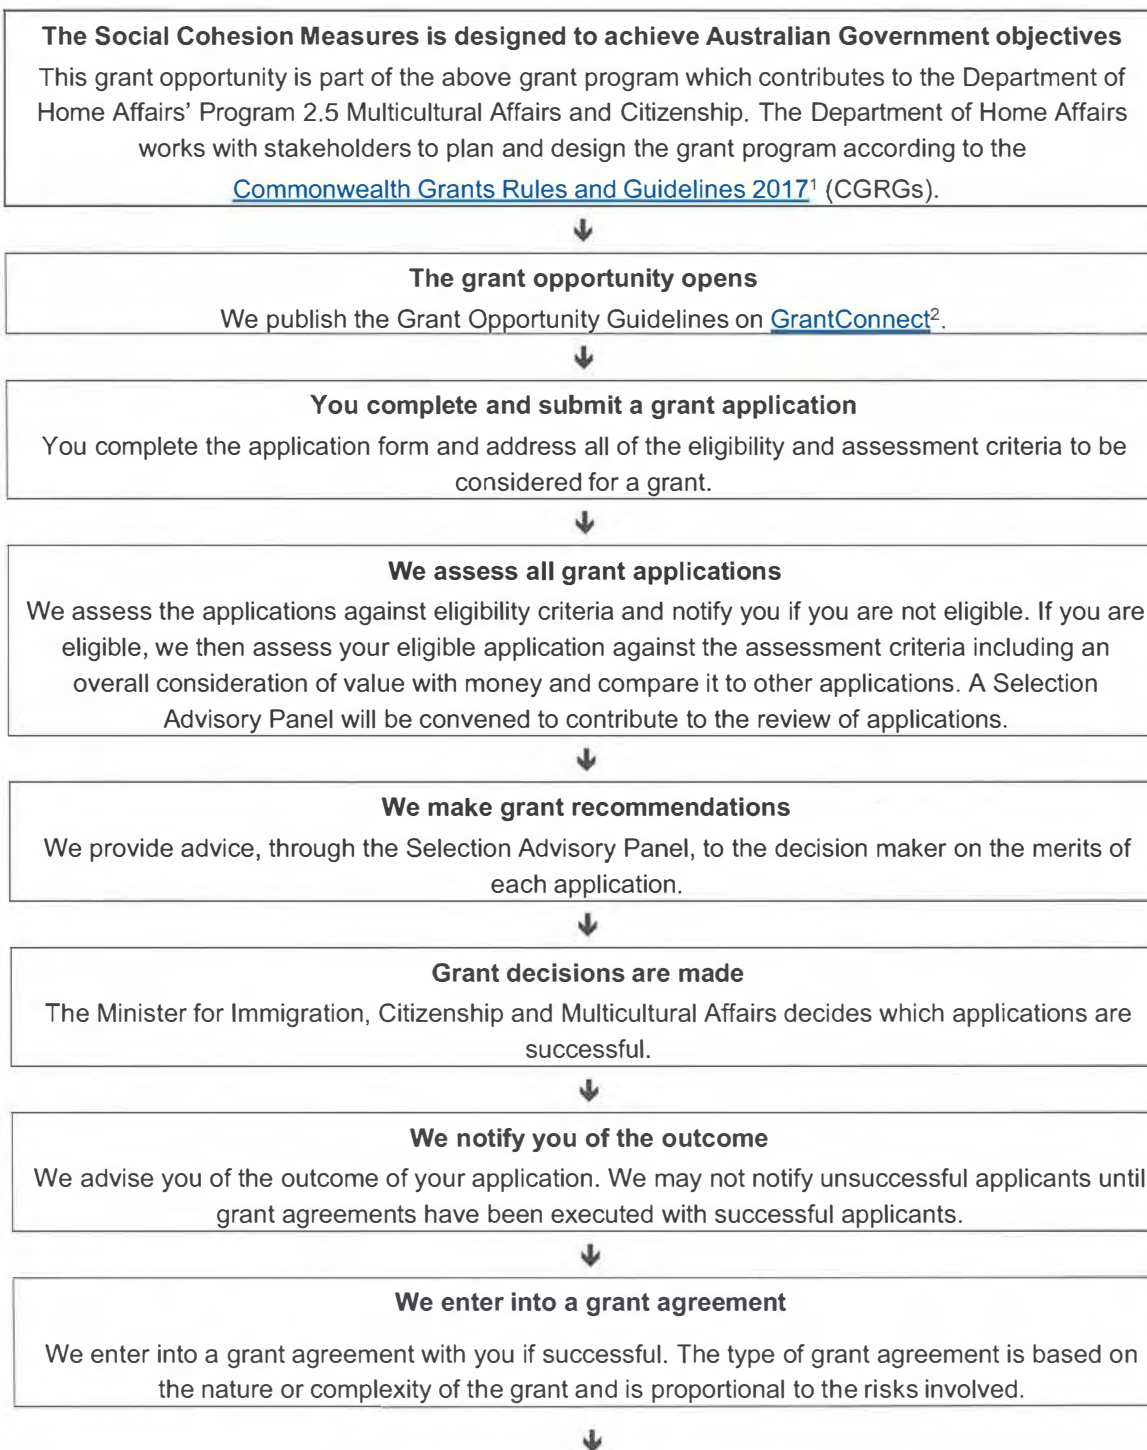 The Social Cohesion Measures is designed to achieve Australian Government objectives
This grant opportunity is part of the above grant program which contributes to the Department of
Home Affairs' Program 2.5 Multicultural Affairs and Citizenship. The Department of Home Affairs
works with stakeholders to plan and design the grant program according to the
Commonwealth Grants Rules and Guidelines 2017¹ (CGRGs).
The grant opportunity opens
We publish the Grant Opportunity Guidelines on GrantConnect².
You complete and submit a grant application
You complete the application form and address all of the eligibility and assessment criteria to be
considered for a grant.
We assess all grant applications
We assess the applications against eligibility criteria and notify you if you are not eligible. If you are
eligible, we then assess your eligible application against the assessment criteria including an
overall consideration of value with money and compare it to other applications. A Selection
Advisory Panel will be convened to contribute to the review of applications.
We make grant recommendations
We provide advice, through the Selection Advisory Panel, to the decision maker on the merits of
each application.
Grant decisions are made
The Minister for Immigration, Citizenship and Multicultural Affairs decides which applications are
successful.
We notify you of the outcome
We advise you of the outcome of your application. We may not notify unsuccessful applicants until
grant agreements have been executed with successful applicants.
We enter into a grant agreement
We enter into a grant agreement with you if successful. The type of grant agreement is based on
the nature or complexity of the grant and is proportional to the risks involved.